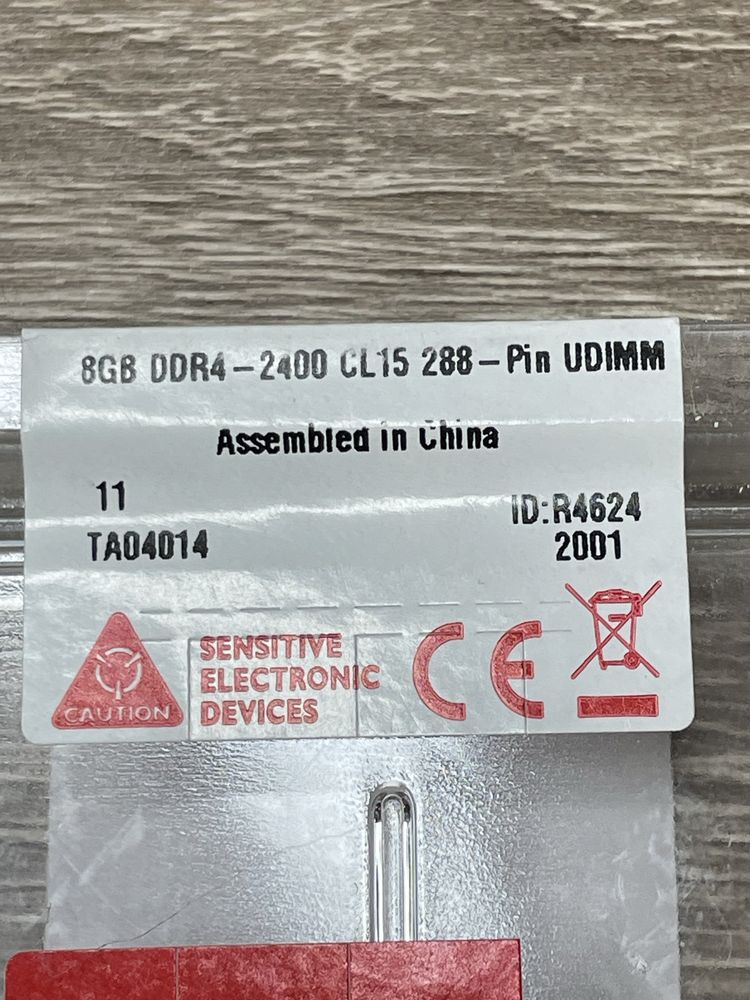 8GB DDR4-2400 CL15 288-Pin UDIMM
Assembled in China
11
ID:R4624
TA04014
2001
CAUTION
SENSITIVE
ELECTRONIC
DEVICES
CE